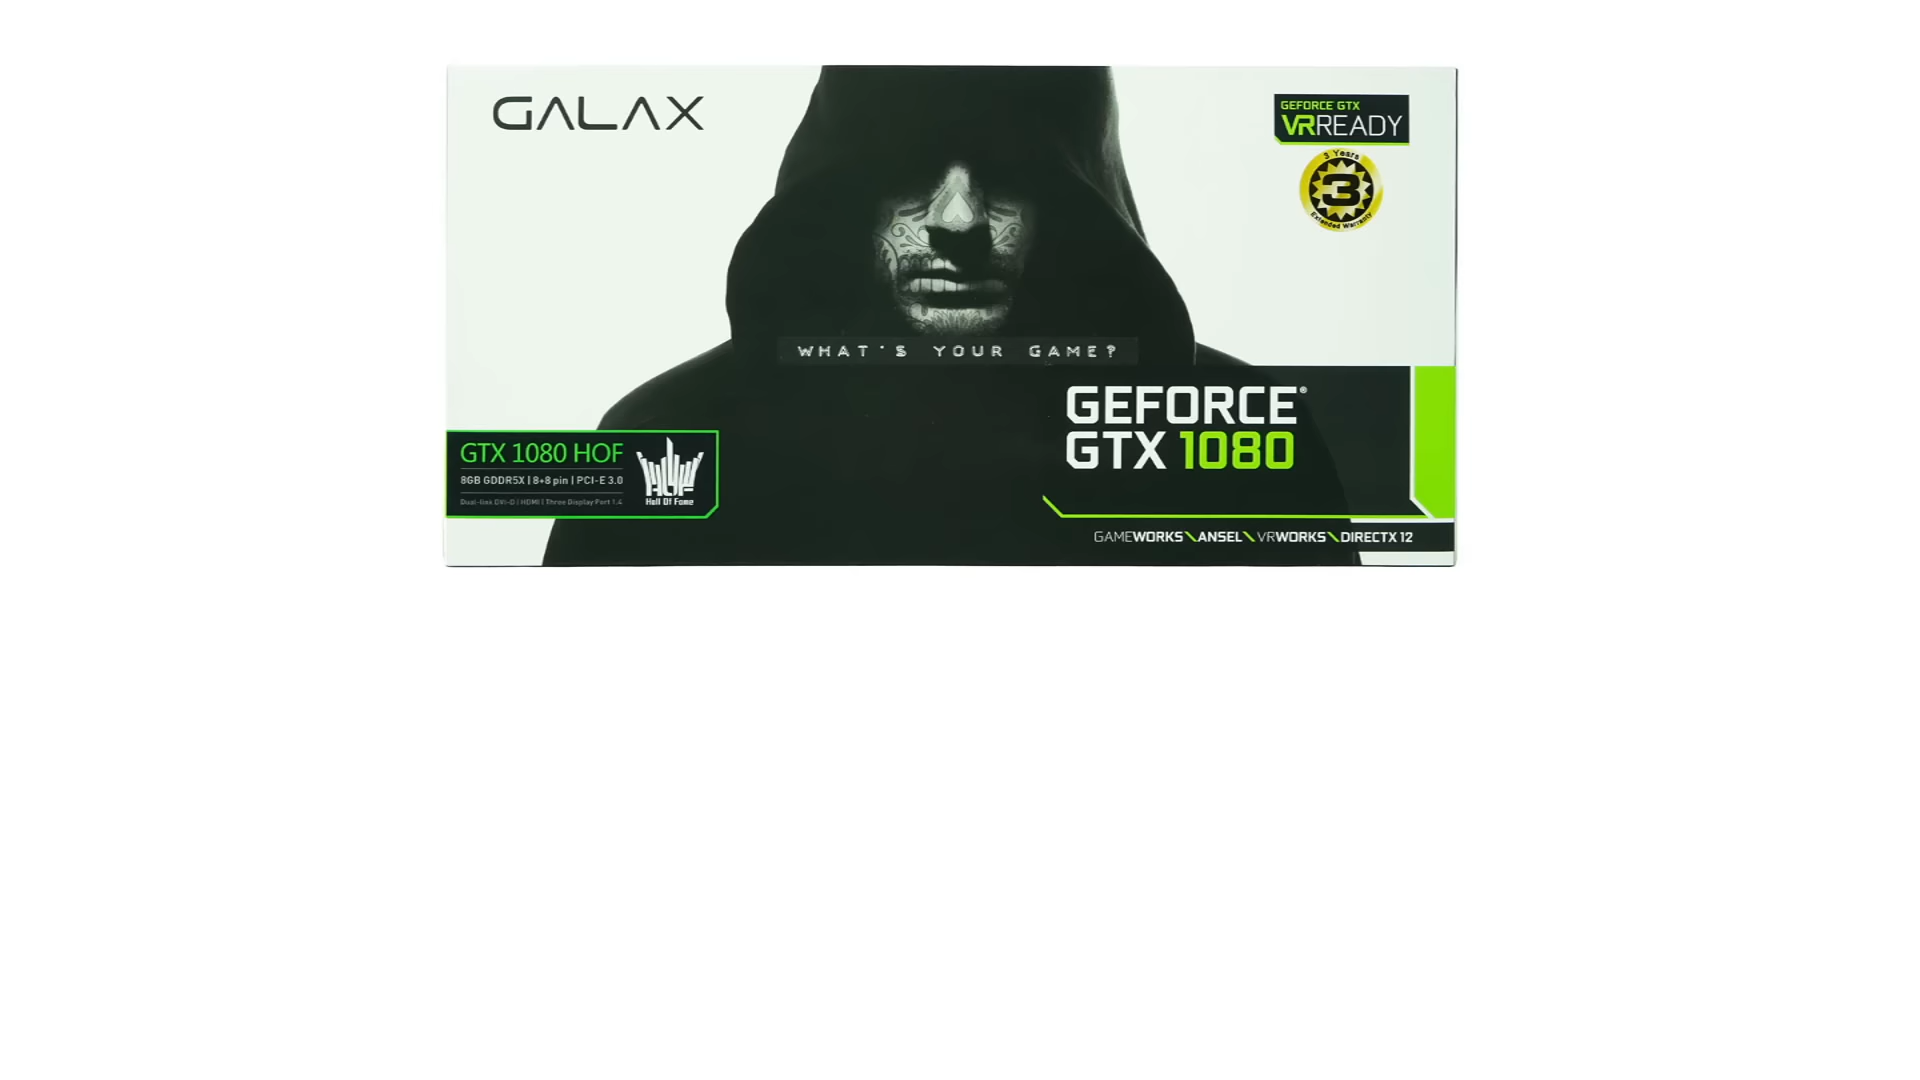 GALAX
GEFORCE GTX
VRREADY
3 Years
3
Extended Warranty
WHAT'S YOUR GAME?
GEFORCE®
GTX 1080
GTX 1080 HOF
8GB GDDR5X | 8+8 pin | PCI-E 3.0
Dual-link DVI-D | HDMI | Three Display Port 1.4
HOF
Hall Of Fame
GAMEWORKS\ANSEL\VRWORKS\DIRECTX 12